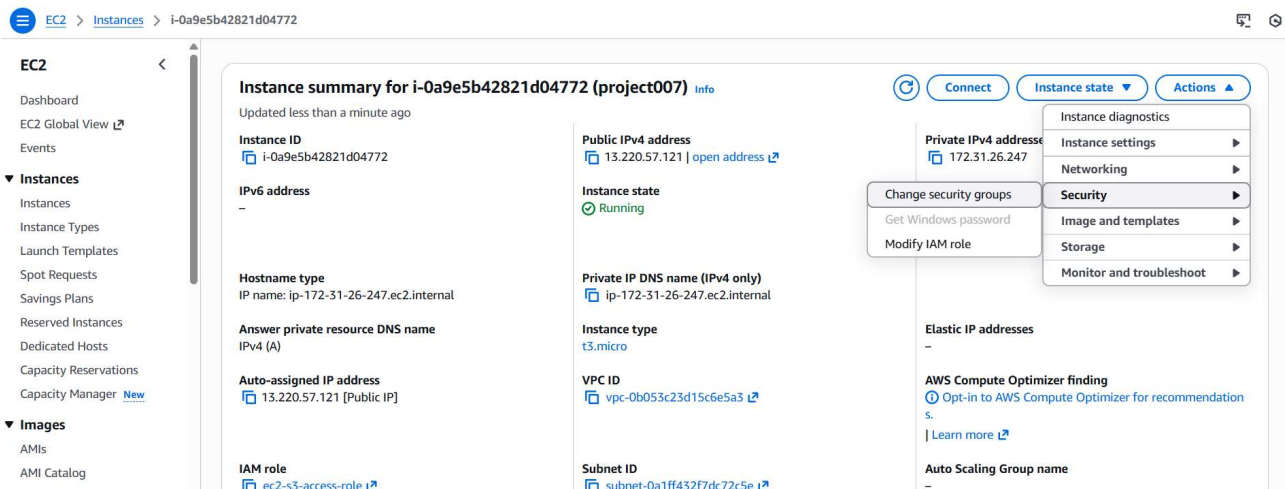 EC2 > Instances > i-0a9e5b42821d04772
EC2
Dashboard
EC2 Global View
Events
Instances
Instances
Instance Types
Launch Templates
Spot Requests
Savings Plans
Reserved Instances
Dedicated Hosts
Capacity Reservations
Capacity Manager New
Images
AMIs
AMI Catalog
Instance summary for i-0a9e5b42821d04772 (project007) Info
Updated less than a minute ago
Connect
Instance state
Actions
Instance diagnostics
Instance settings
Networking
Security
Image and templates
Storage
Monitor and troubleshoot
Change security groups
Get Windows password
Modify IAM role
Instance ID
i-0a9e5b42821d04772
Public IPv4 address
13.220.57.121 | open address
Private IPv4 addresse
172.31.26.247
IPv6 address
–
Instance state
Running
Hostname type
IP name: ip-172-31-26-247.ec2.internal
Private IP DNS name (IPv4 only)
ip-172-31-26-247.ec2.internal
Answer private resource DNS name
IPv4 (A)
Instance type
t3.micro
Elastic IP addresses
–
Auto-assigned IP address
13.220.57.121 [Public IP]
VPC ID
vpc-0b053c23d15c6e5a3
AWS Compute Optimizer finding
Opt-in to AWS Compute Optimizer for recommendation
s.
| Learn more
IAM role
ec2-s3-access-role
Subnet ID
subnet-0a1ff432f7dc72c5e
Auto Scaling Group name
–